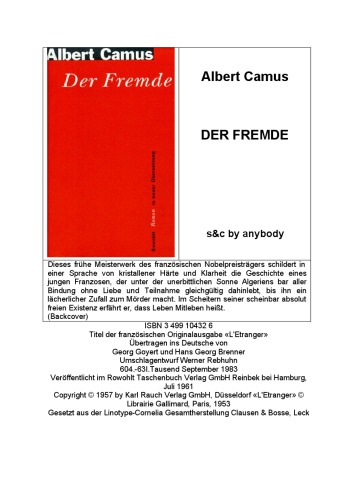 Albert Camus
Der Fremde
Roman in neuer Übersetzung
Albert Camus
DER FREMDE
s&c by anybody
Dieses frühe Meisterwerk des französischen Nobelpreisträgers schildert in
einer Sprache von kristallener Härte und Klarheit die Geschichte eines
jungen Franzosen, der unter der unerbittlichen Sonne Algeriens bar aller
Bindung ohne Liebe und Teilnahme gleichgültig dahinlebt, bis ihn ein
lächerlicher Zufall zum Mörder macht. Im Scheitern seiner scheinbar absolut
freien Existenz erfährt er, dass Leben Mitleben heißt.
(Backcover)
ISBN 3 499 10432 6
Titel der französischen Originalausgabe «L'Etranger»
Übertragen ins Deutsche von
Georg Goyert und Hans Georg Brenner
Umschlagentwurf Werner Rebhuhn
604.-63l.Tausend September 1983
Veröffentlicht im Rowohlt Taschenbuch Verlag GmbH Reinbek bei Hamburg,
Juli 1961
Copyright © 1957 by Karl Rauch Verlag GmbH, Düsseldorf «L'Etranger» ©
Librairie Gallimard, Paris, 1953
Gesetzt aus der Linotype-Cornelia Gesamtherstellung Clausen & Bosse, Leck